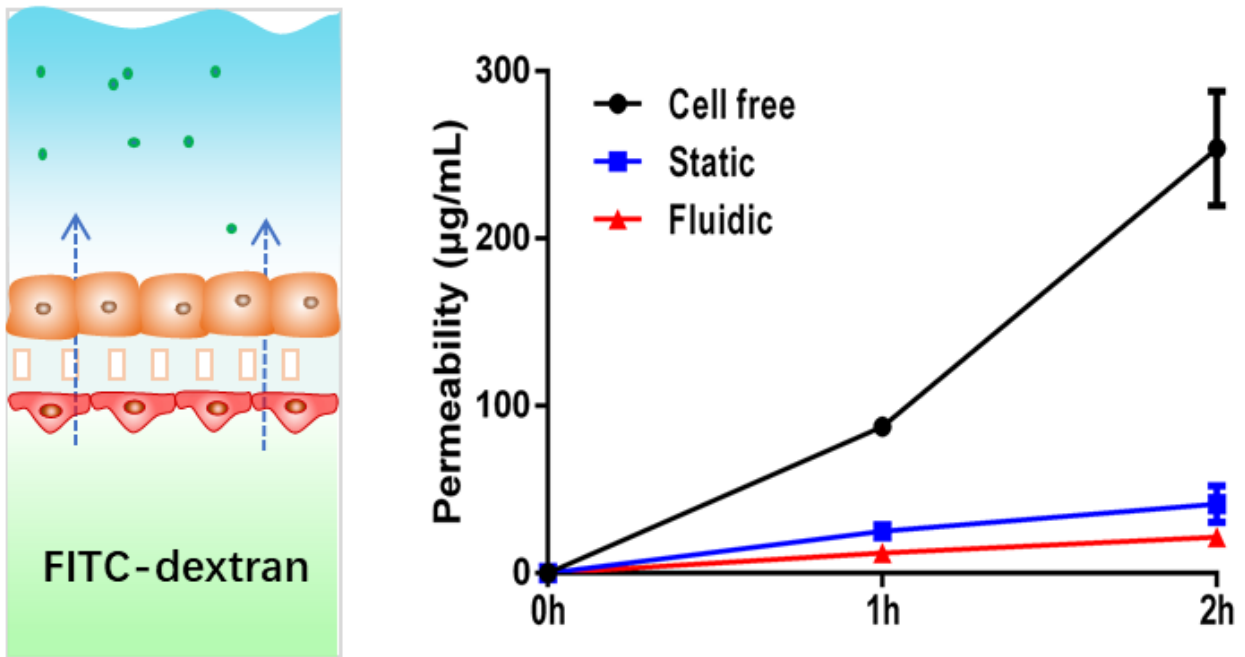 FITC-dextran
Permeability (µg/mL)
300
200
100
0
Cell free
Static
Fluidic
0h
1h
2h